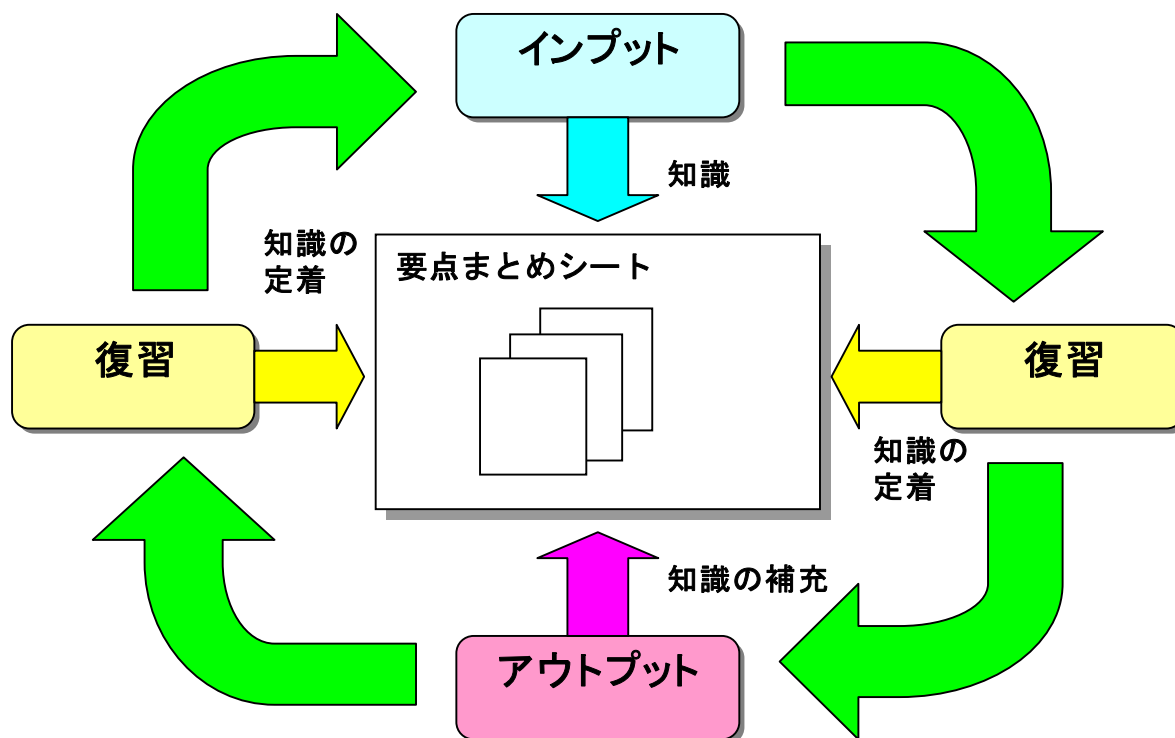 インプット
知識
知識の
定着
要点まとめシート
復習
復習
知識の
定着
知識の補充
アウトプット